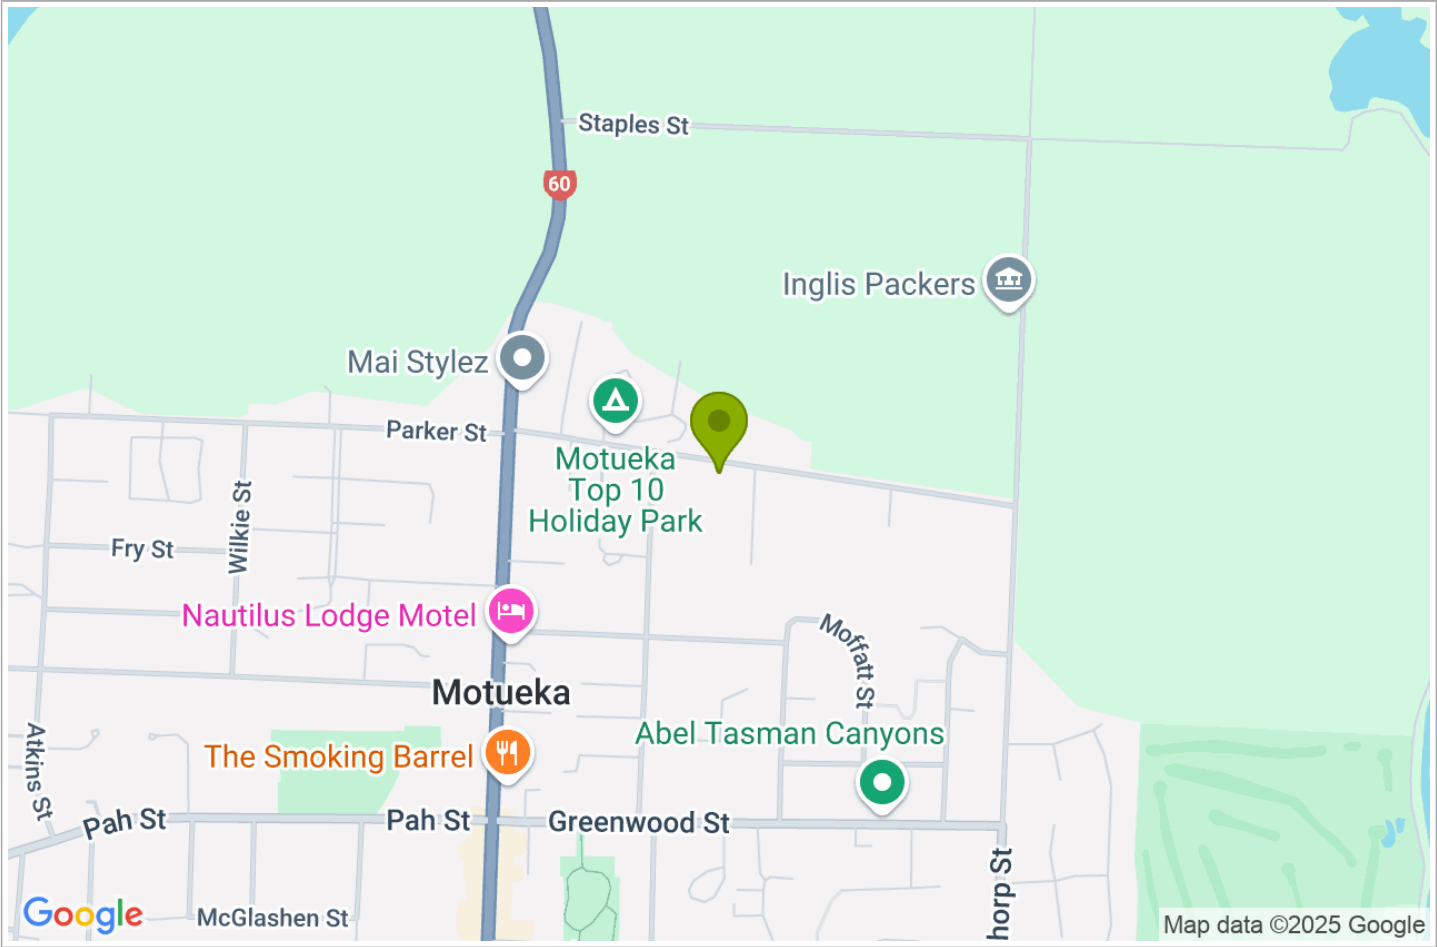 Staples St
60
Inglis Packers
Mai Stylez
Parker St
Motueka
Top 10
Holiday Park
Wilkie St
Fry St
Nautilus Lodge Motel
Moffatt St
Motueka
Abel Tasman Canyons
Atkins St
The Smoking Barrel
Pah St
Pah St
Greenwood St
horp St
McGlashen St
Google
Map data ©2025 Google